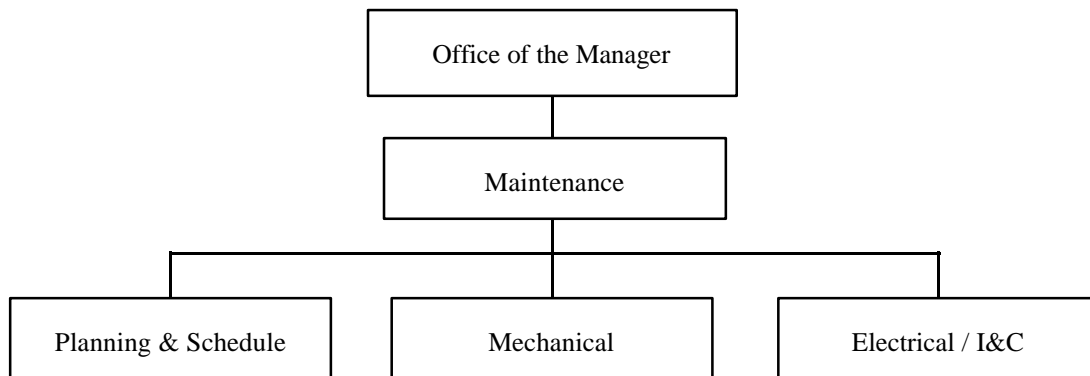 Office of the Manager
Maintenance
Planning & Schedule
Mechanical
Electrical / I&C